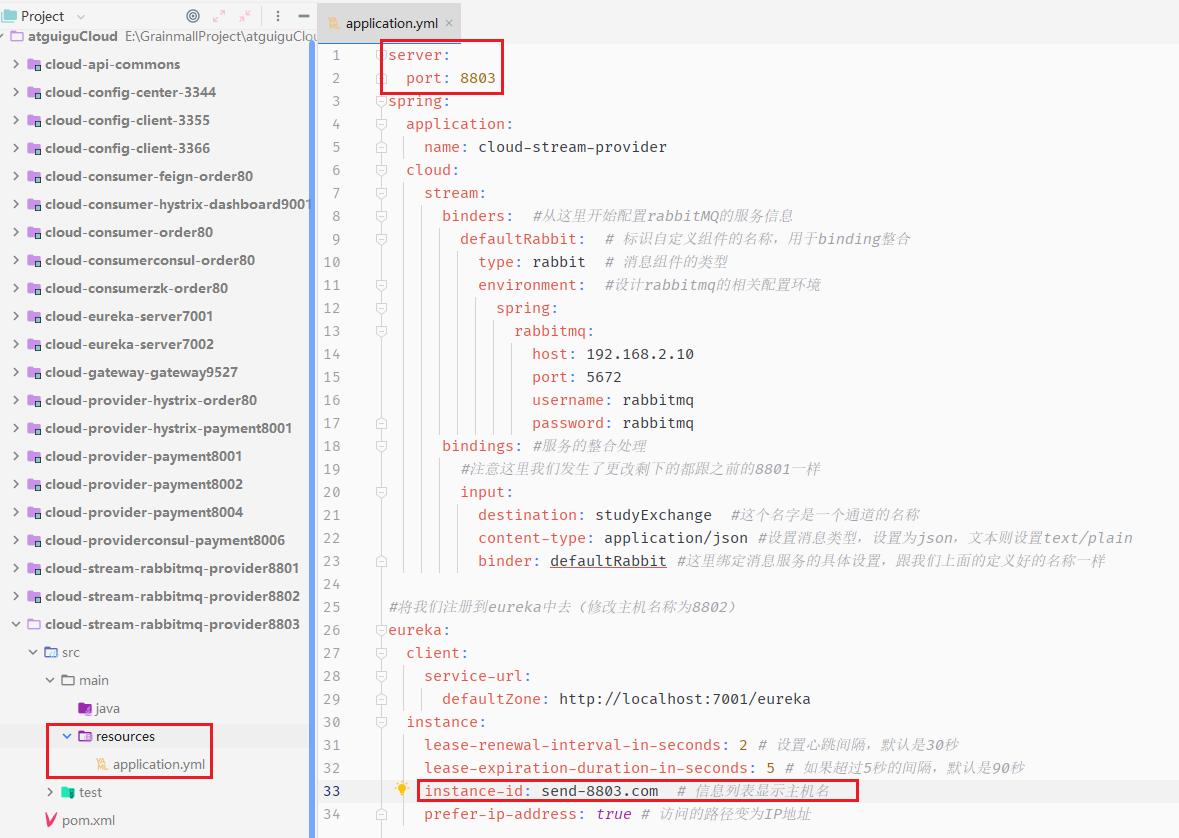 Project
atguiguCloud E:\GrainmallProject\atguiguClou
cloud-api-commons
cloud-config-center-3344
cloud-config-client-3355
cloud-config-client-3366
cloud-consumer-feign-order80
cloud-consumer-hystrix-dashboard9001
cloud-consumer-order80
cloud-consumerconsul-order80
cloud-consumerzk-order80
cloud-eureka-server7001
cloud-eureka-server7002
cloud-gateway-gateway9527
cloud-provider-hystrix-order80
cloud-provider-hystrix-payment8001
cloud-provider-payment8001
cloud-provider-payment8002
cloud-provider-payment8004
cloud-providerconsul-payment8006
cloud-stream-rabbitmq-provider8801
cloud-stream-rabbitmq-provider8802
cloud-stream-rabbitmq-provider8803
src
main
java
resources
application.yml
test
pom.xml
application.yml
1 server:
2 port: 8803
3 spring:
4 application:
5 name: cloud-stream-provider
6 cloud:
7 stream:
8 binders: #从这里开始配置rabbitMQ的服务信息
9 defaultRabbit: # 标识自定义组件的名称，用于binding整合
10 type: rabbit # 消息组件的类型
11 environment: #设计rabbitmq的相关配置环境
12 spring:
13 rabbitmq:
14 host: 192.168.2.10
15 port: 5672
16 username: rabbitmq
17 password: rabbitmq
18 bindings: #服务的整合处理
19 #注意这里我们发生了更改剩下的都跟之前的8801一样
20 input:
21 destination: studyExchange #这个名字是一个通道的名称
22 content-type: application/json #设置消息类型，设置为json，文本则设置text/plain
23 binder: defaultRabbit #这里绑定消息服务的具体设置，跟我们上面的定义好的名称一样
24
25 #将我们注册到eureka中去（修改主机名称为8802）
26 eureka:
27 client:
28 service-url:
29 defaultZone: http://localhost:7001/eureka
30 instance:
31 lease-renewal-interval-in-seconds: 2 # 设置心跳间隔，默认是30秒
32 lease-expiration-duration-in-seconds: 5 # 如果超过5秒的间隔，默认是90秒
33 instance-id: send-8803.com # 信息列表显示主机名
34 prefer-ip-address: true # 访问的路径变为IP地址